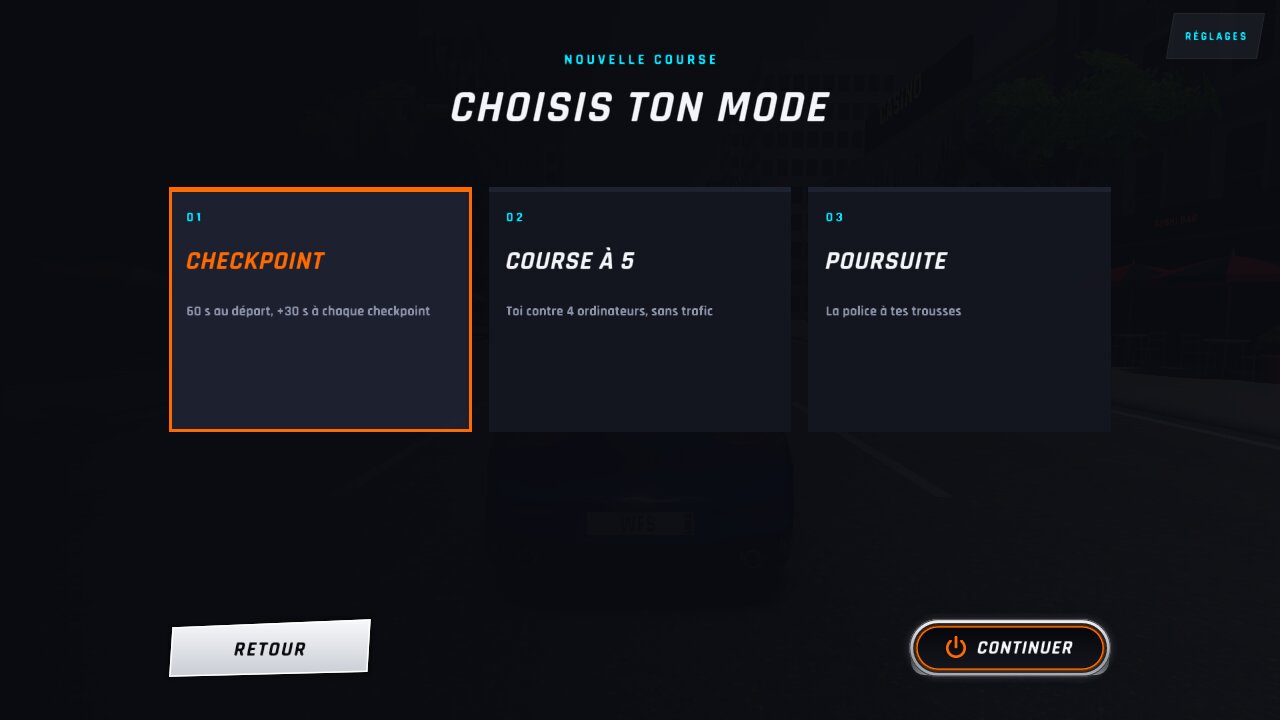 RÉGLAGES
NOUVELLE COURSE
CHOISIS TON MODE
01
CHECKPOINT
60 s au départ, +30 s à chaque checkpoint
02
COURSE À 5
Toi contre 4 ordinateurs, sans trafic
03
POURSUITE
La police à tes trousses
CASINO
RETOUR
CONTINUER